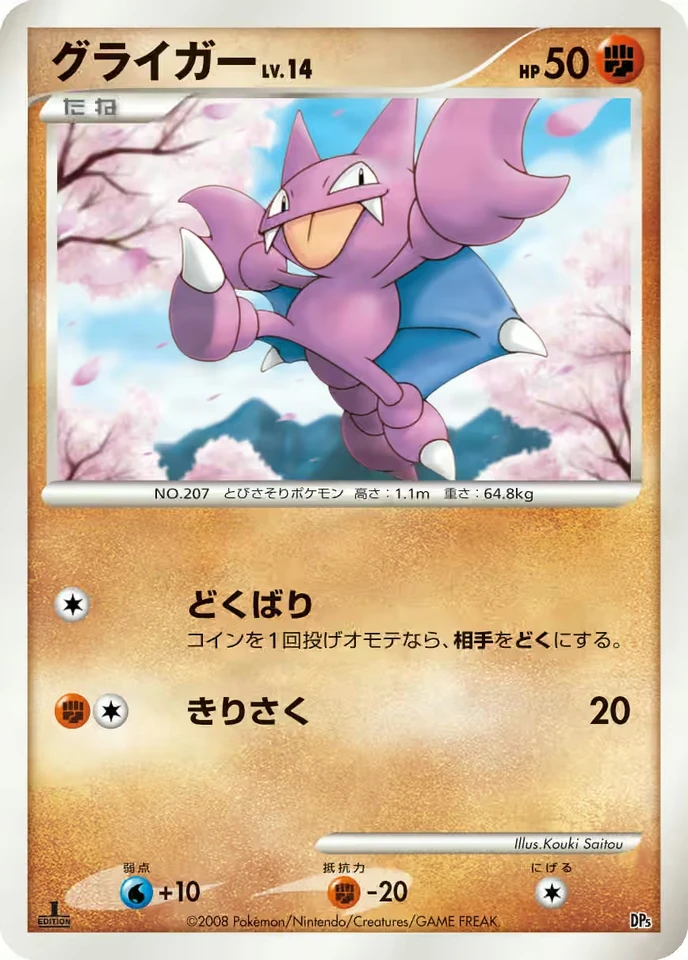 グライガー LV.14 HP 50
たね
NO.207 とびさそりポケモン 高さ：1.1m 重さ：64.8kg
どくばり
コインを1回投げオモテなら、相手をどくにする。
きりさく 20
Illus.Kouki Saitou
弱点 抵抗力 にげる
+10 -20
1 EDITION
©2008 Pokémon/Nintendo/Creatures/GAME FREAK.
DP5